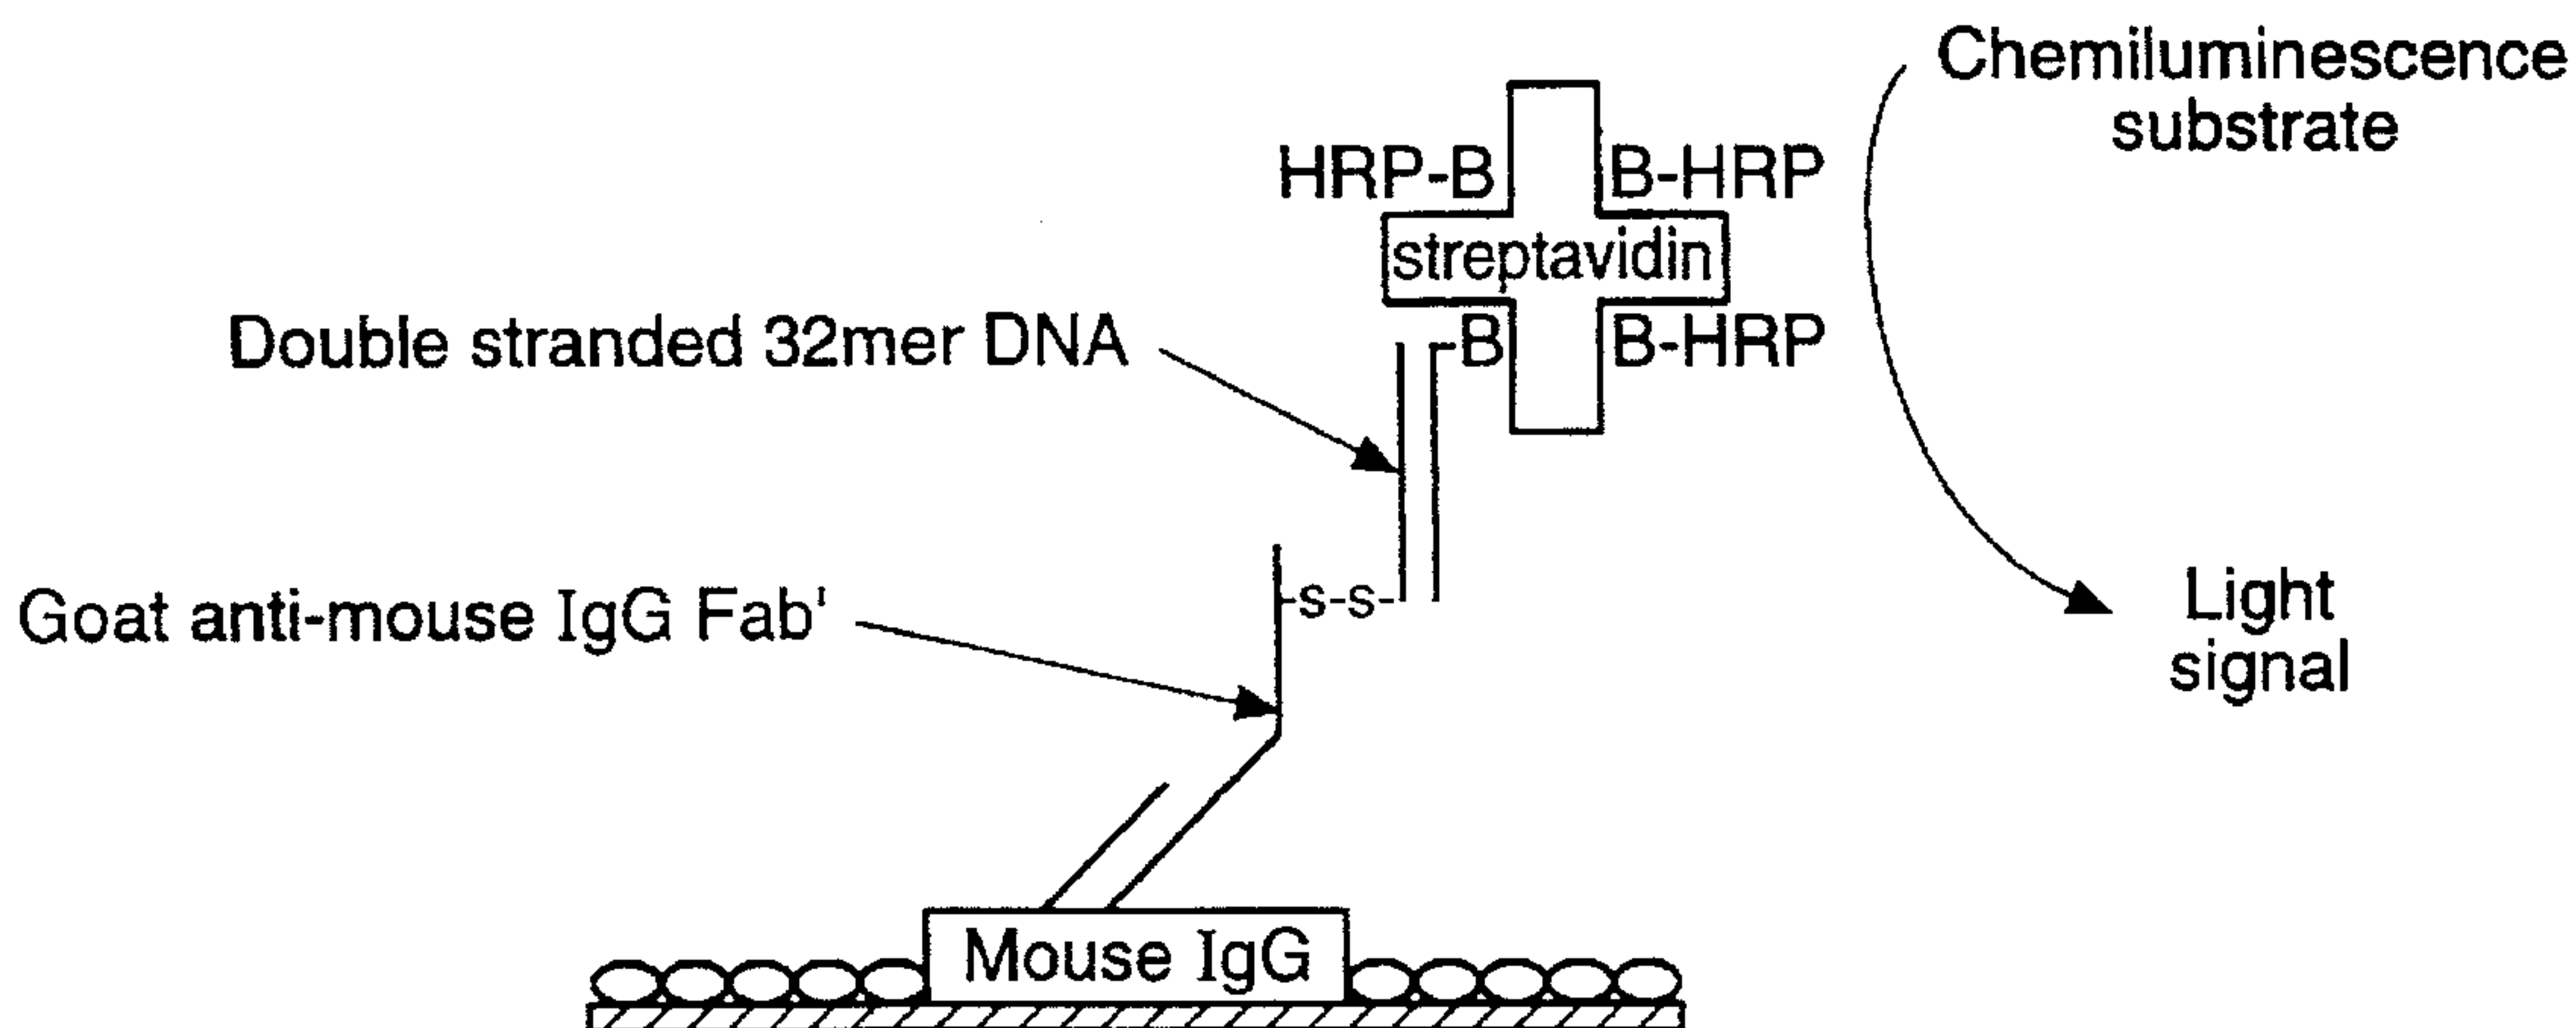 Chemiluminescence
substrate
HRP-B
B-HRP
streptavidin
Double stranded 32mer DNA
-B
B-HRP
Goat anti-mouse IgG Fab'
-s-s-
Light
signal
Mouse IgG